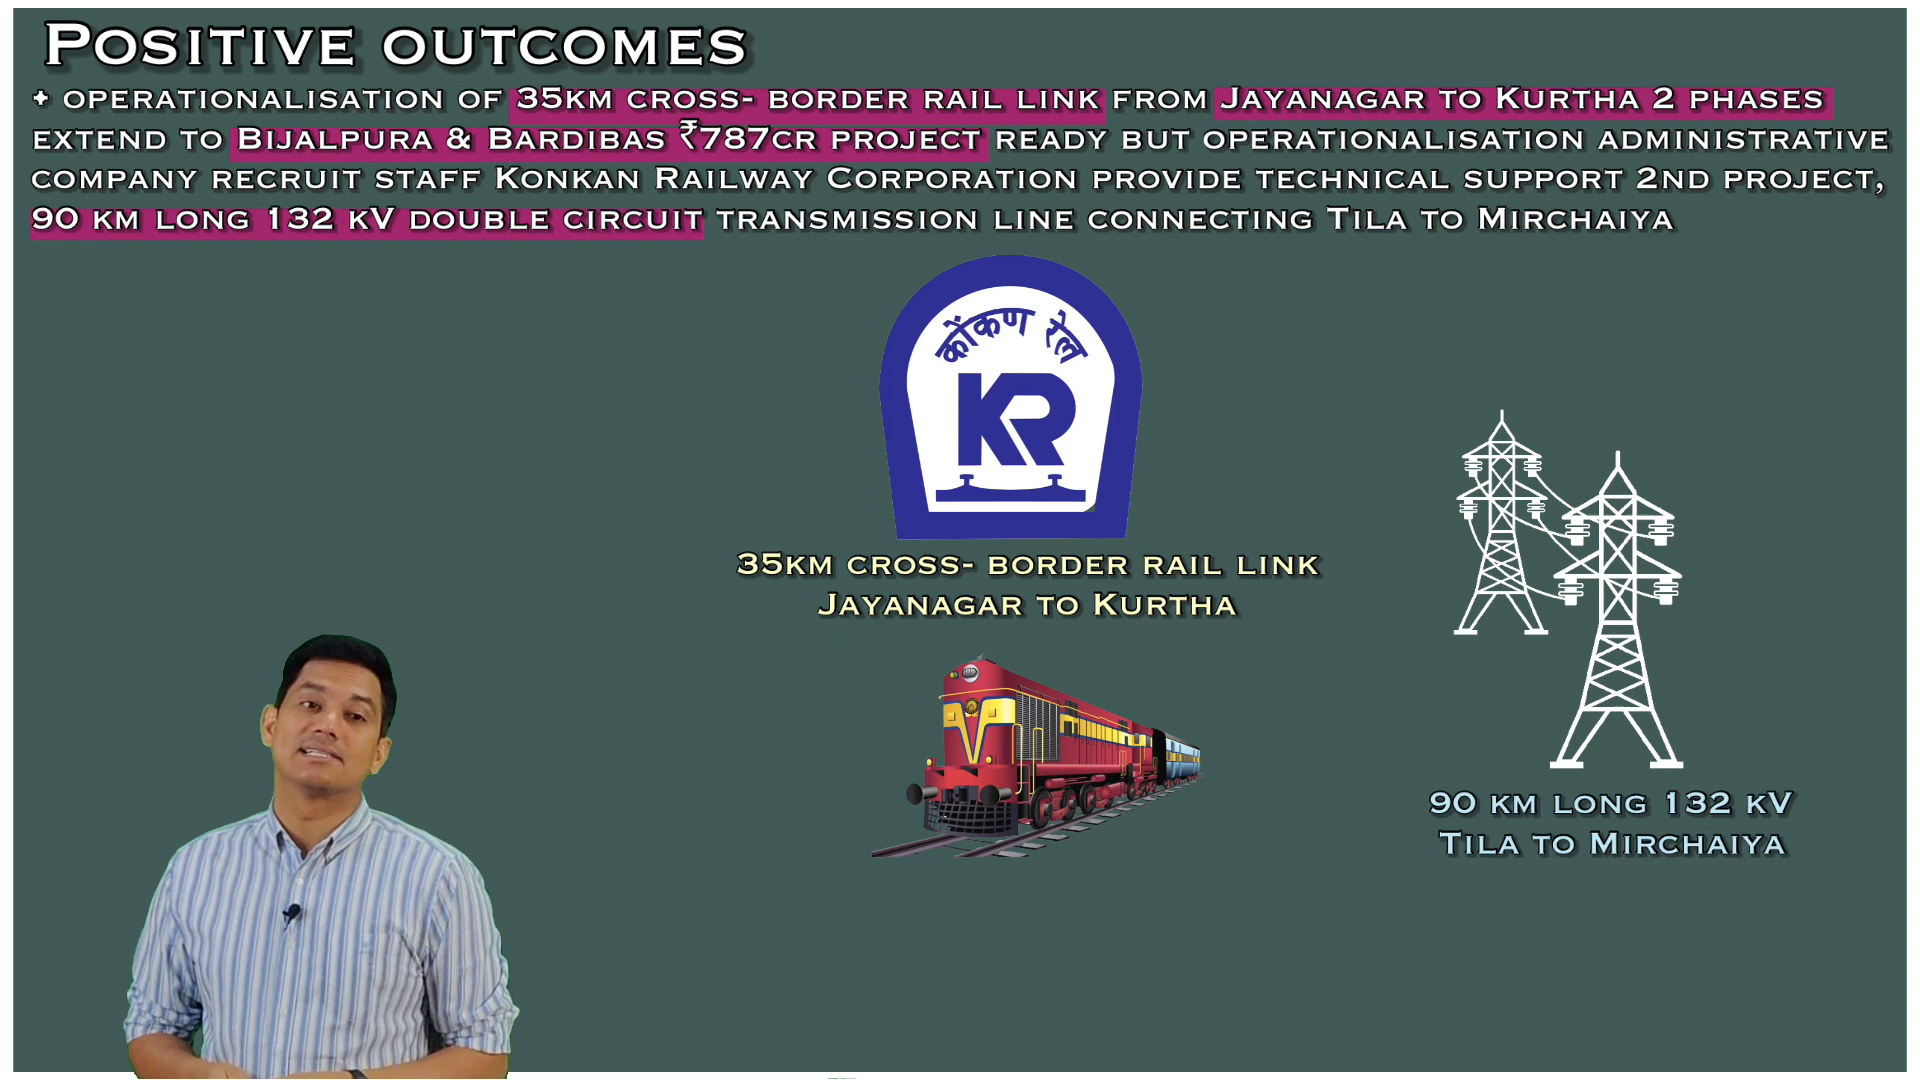 Positive outcomes
+ operationalisation of 35km cross- border rail link from Jayanagar to Kurtha 2 phases
extend to Bijalpura & Bardibas ₹787cr project ready but operationalisation administrative
company recruit staff Konkan Railway Corporation provide technical support 2nd project,
90 km long 132 kV double circuit transmission line connecting Tila to Mirchaiya
कोंकण रेल
KR
35km cross- border rail link
Jayanagar to Kurtha
90 km long 132 kV
Tila to Mirchaiya